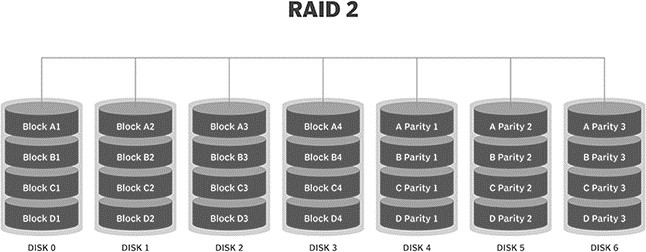 RAID 2
Block A1 Block A2 Block A3 Block A4 A Parity 1 A Parity 2 A Parity 3
Block B1 Block B2 Block B3 Block B4 B Parity 1 B Parity 2 B Parity 3
Block C1 Block C2 Block C3 Block C4 C Parity 1 C Parity 2 C Parity 3
Block D1 Block D2 Block D3 Block D4 D Parity 1 D Parity 2 D Parity 3
DISK 0 DISK 1 DISK 2 DISK 3 DISK 4 DISK 5 DISK 6